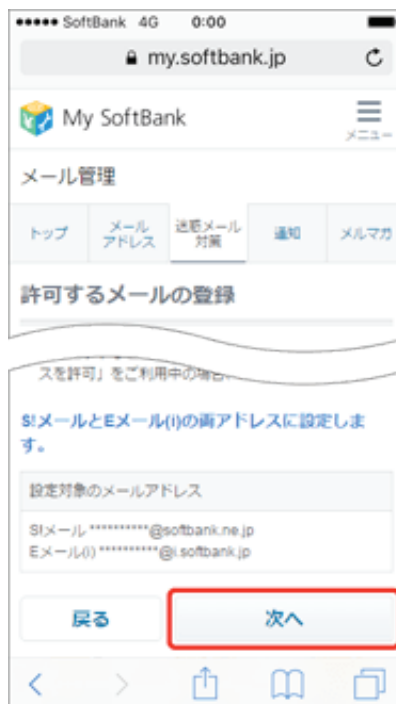 ●●●●● SoftBank 4G 0:00
my.softbank.jp
My SoftBank
メニュー
メール管理
トップ
メール
アドレス
迷惑メール
対策
通知
メルマガ
許可するメールの登録
スを許可」をご利用中の場合、
S!メールとEメール(i)の両アドレスに設定しま
す。
設定対象のメールアドレス
S!メール **********@softbank.ne.jp
Eメール(i) **********@i.softbank.jp
戻る
次へ